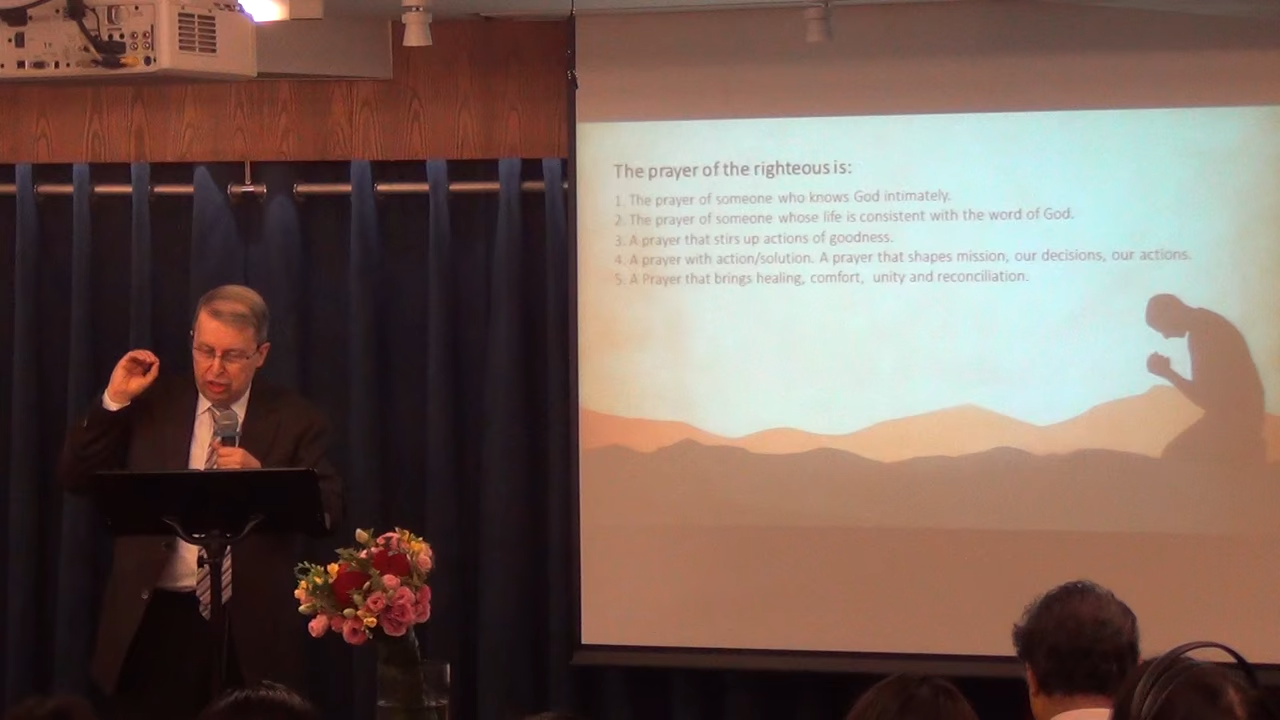 The prayer of the righteous is:
1. The prayer of someone who knows God intimately.
2. The prayer of someone whose life is consistent with the word of God.
3. A prayer that stirs up actions of goodness.
4. A prayer with action/solution. A prayer that shapes mission, our decisions, our actions.
5. A Prayer that brings healing, comfort, unity and reconciliation.